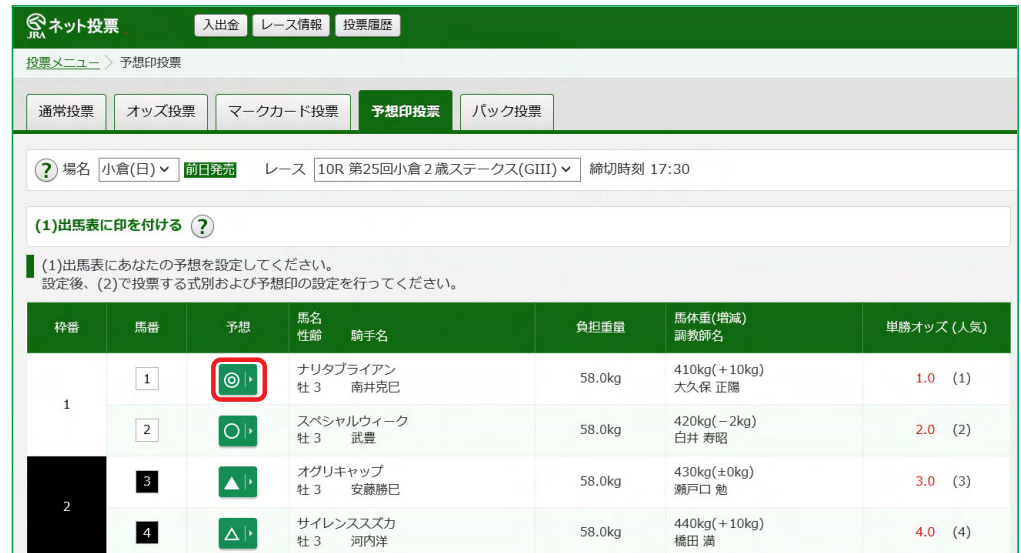 JRA ネット投票 入出金 レース情報 投票履歴
投票メニュー 〉 予想印投票
通常投票 オッズ投票 マークカード投票 予想印投票 パック投票
? 場名 小倉(日) 前日発売 レース 10R 第25回小倉２歳ステークス(GIII) 締切時刻 17:30
(1)出馬表に印を付ける ?
(1)出馬表にあなたの予想を設定してください。
設定後、(2)で投票する式別および予想印の設定を行ってください。
枠番 馬番 予想 馬名 性齢 騎手名 負担重量 馬体重(増減) 調教師名 単勝オッズ (人気)
1 1 ◎ ナリタブライアン 58.0kg 410kg(+10kg) 1.0 (1)
牡 3 南井克巳 大久保 正陽
2 ○ スペシャルウィーク 58.0kg 420kg(－2kg) 2.0 (2)
牡 3 武豊 白井 寿昭
2 3 ▲ オグリキャップ 58.0kg 430kg(±0kg) 3.0 (3)
牡 3 安藤勝巳 瀬戸口 勉
4 △ サイレンススズカ 58.0kg 440kg(+10kg) 4.0 (4)
牡 3 河内洋 橋田 満